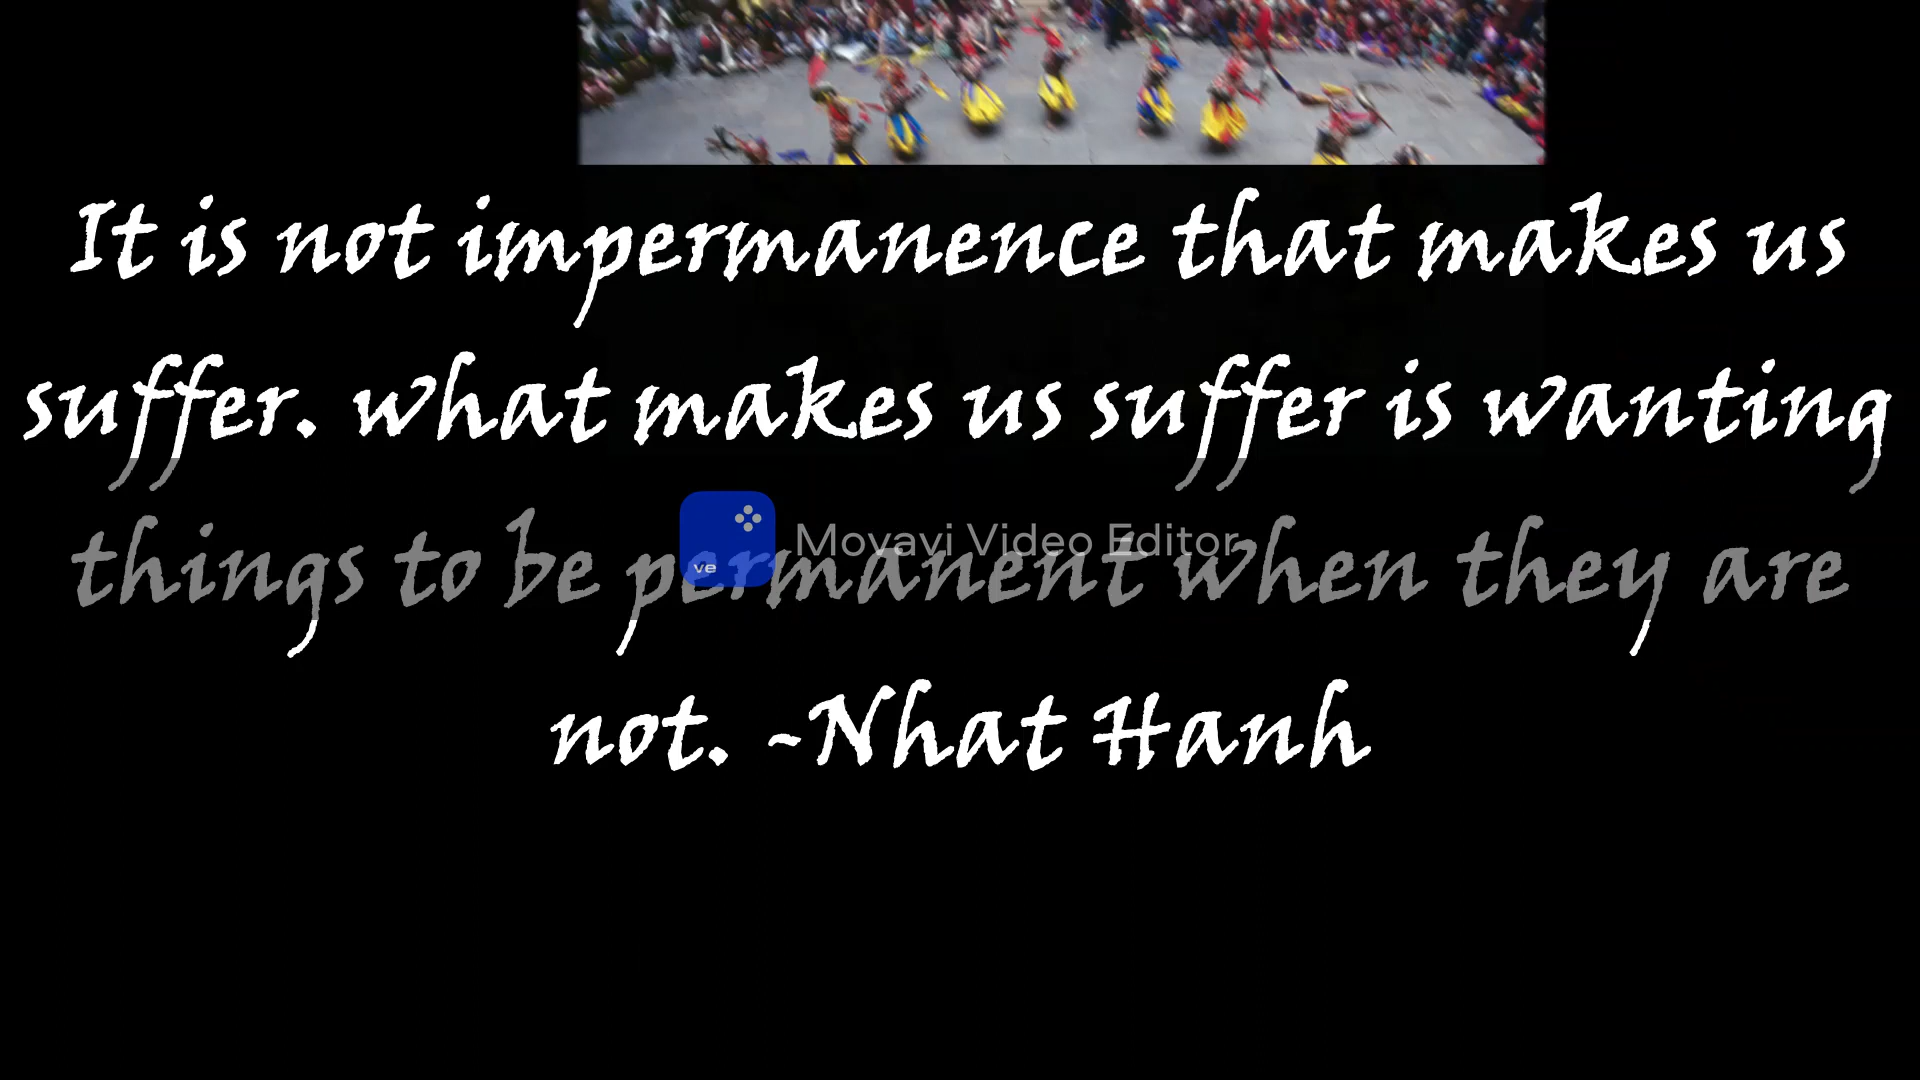 It is not impermanence that makes us
suffer. what makes us suffer is wanting
things to be permanent when they are
not. -Nhat Hanh
ve
Movavi Video Editor